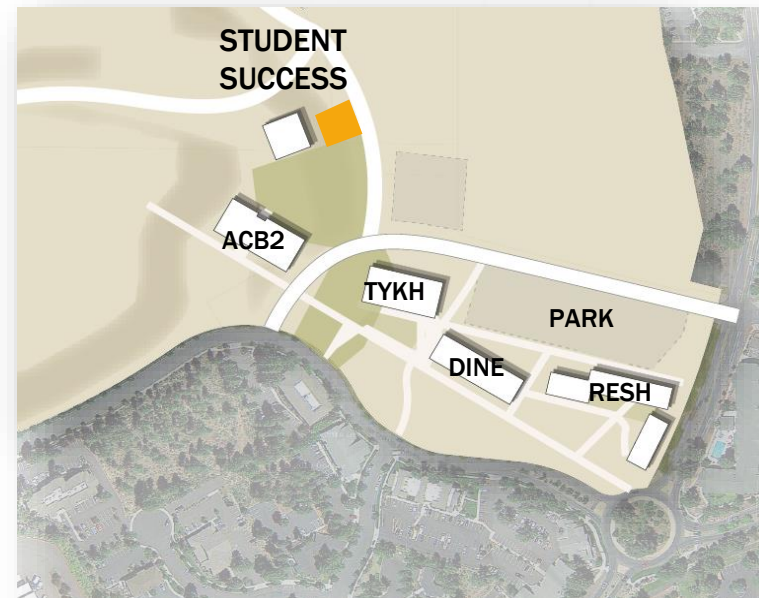 STUDENT
SUCCESS
ACB2
TYKH
PARK
DINE
RESH